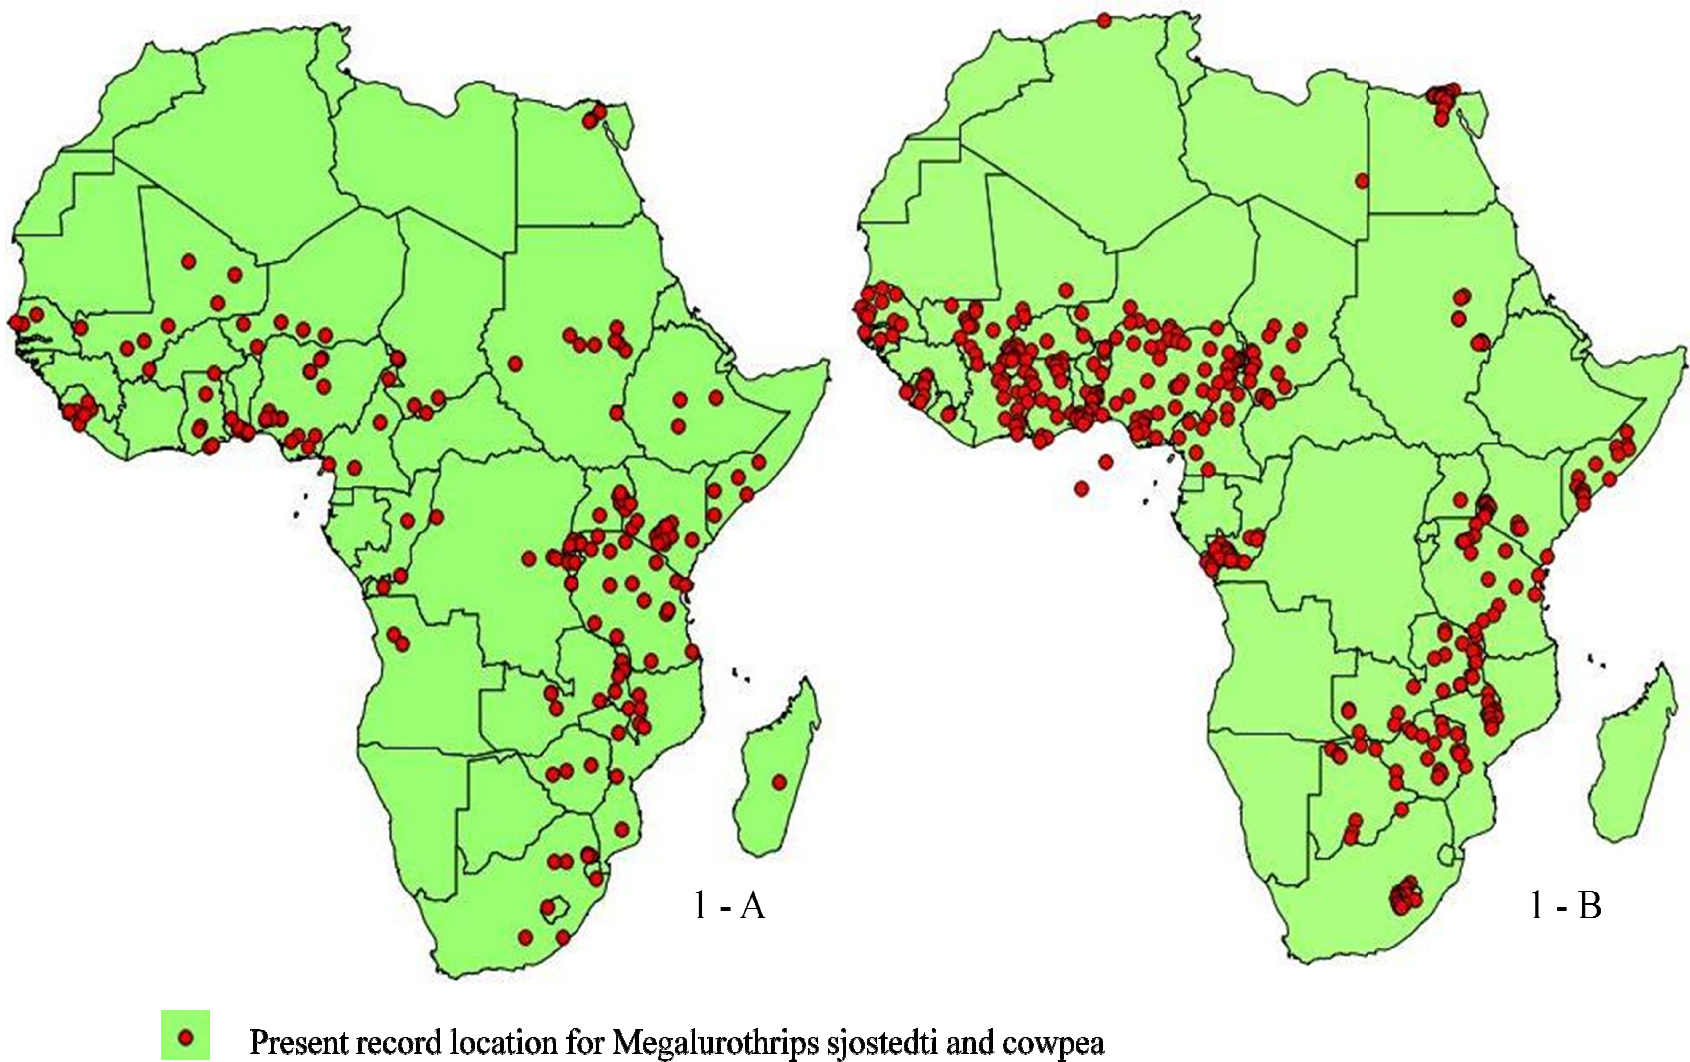 1 - A
1 - B
Present record location for Megalurothrips sjostedti and cowpea